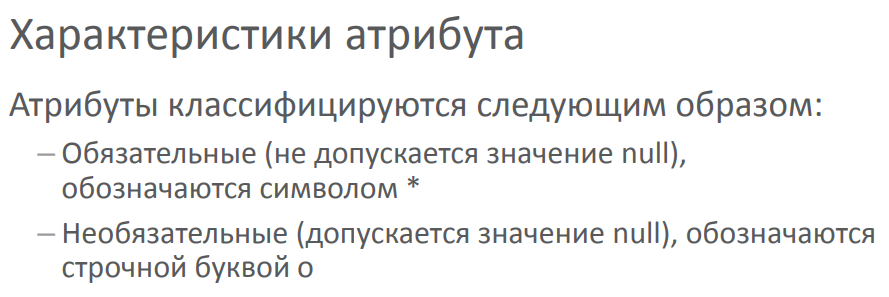 Характеристики атрибута
Атрибуты классифицируются следующим образом:
– Обязательные (не допускается значение null),
обозначаются символом *
– Необязательные (допускается значение null), обозначаются
строчной буквой о